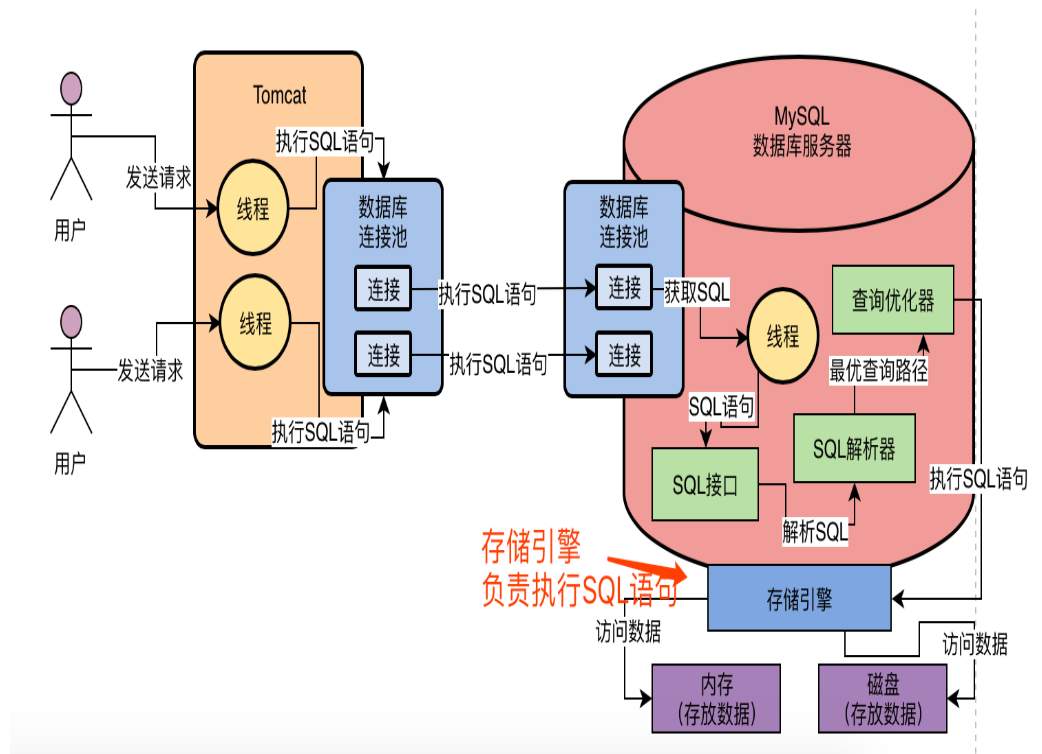 Tomcat
MySQL
数据库服务器
执行SQL语句
发送请求
线程
数据库
连接池
数据库
连接池
用户
连接
执行SQL语句
连接
获取SQL
查询优化器
线程
线程
发送请求
连接
执行SQL语句
连接
最优查询路径
SQL语句
执行SQL语句
SQL解析器
用户
SQL接口
执行SQL语句
解析SQL
存储引擎
负责执行SQL语句
存储引擎
访问数据
访问数据
内存
(存放数据)
磁盘
(存放数据)